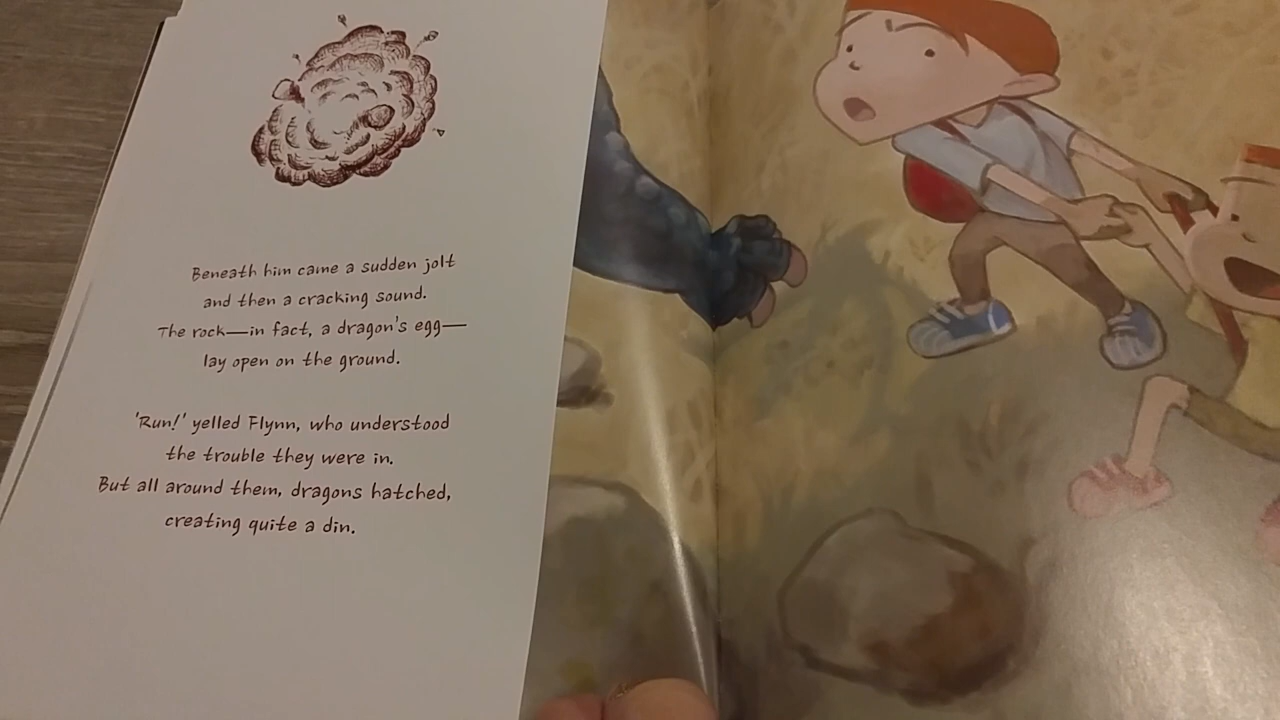 Beneath him came a sudden jolt
and then a cracking sound.
The rock—in fact, a dragon's egg—
lay open on the ground.
'Run!' yelled Flynn, who understood
the trouble they were in.
But all around them, dragons hatched,
creating quite a din.